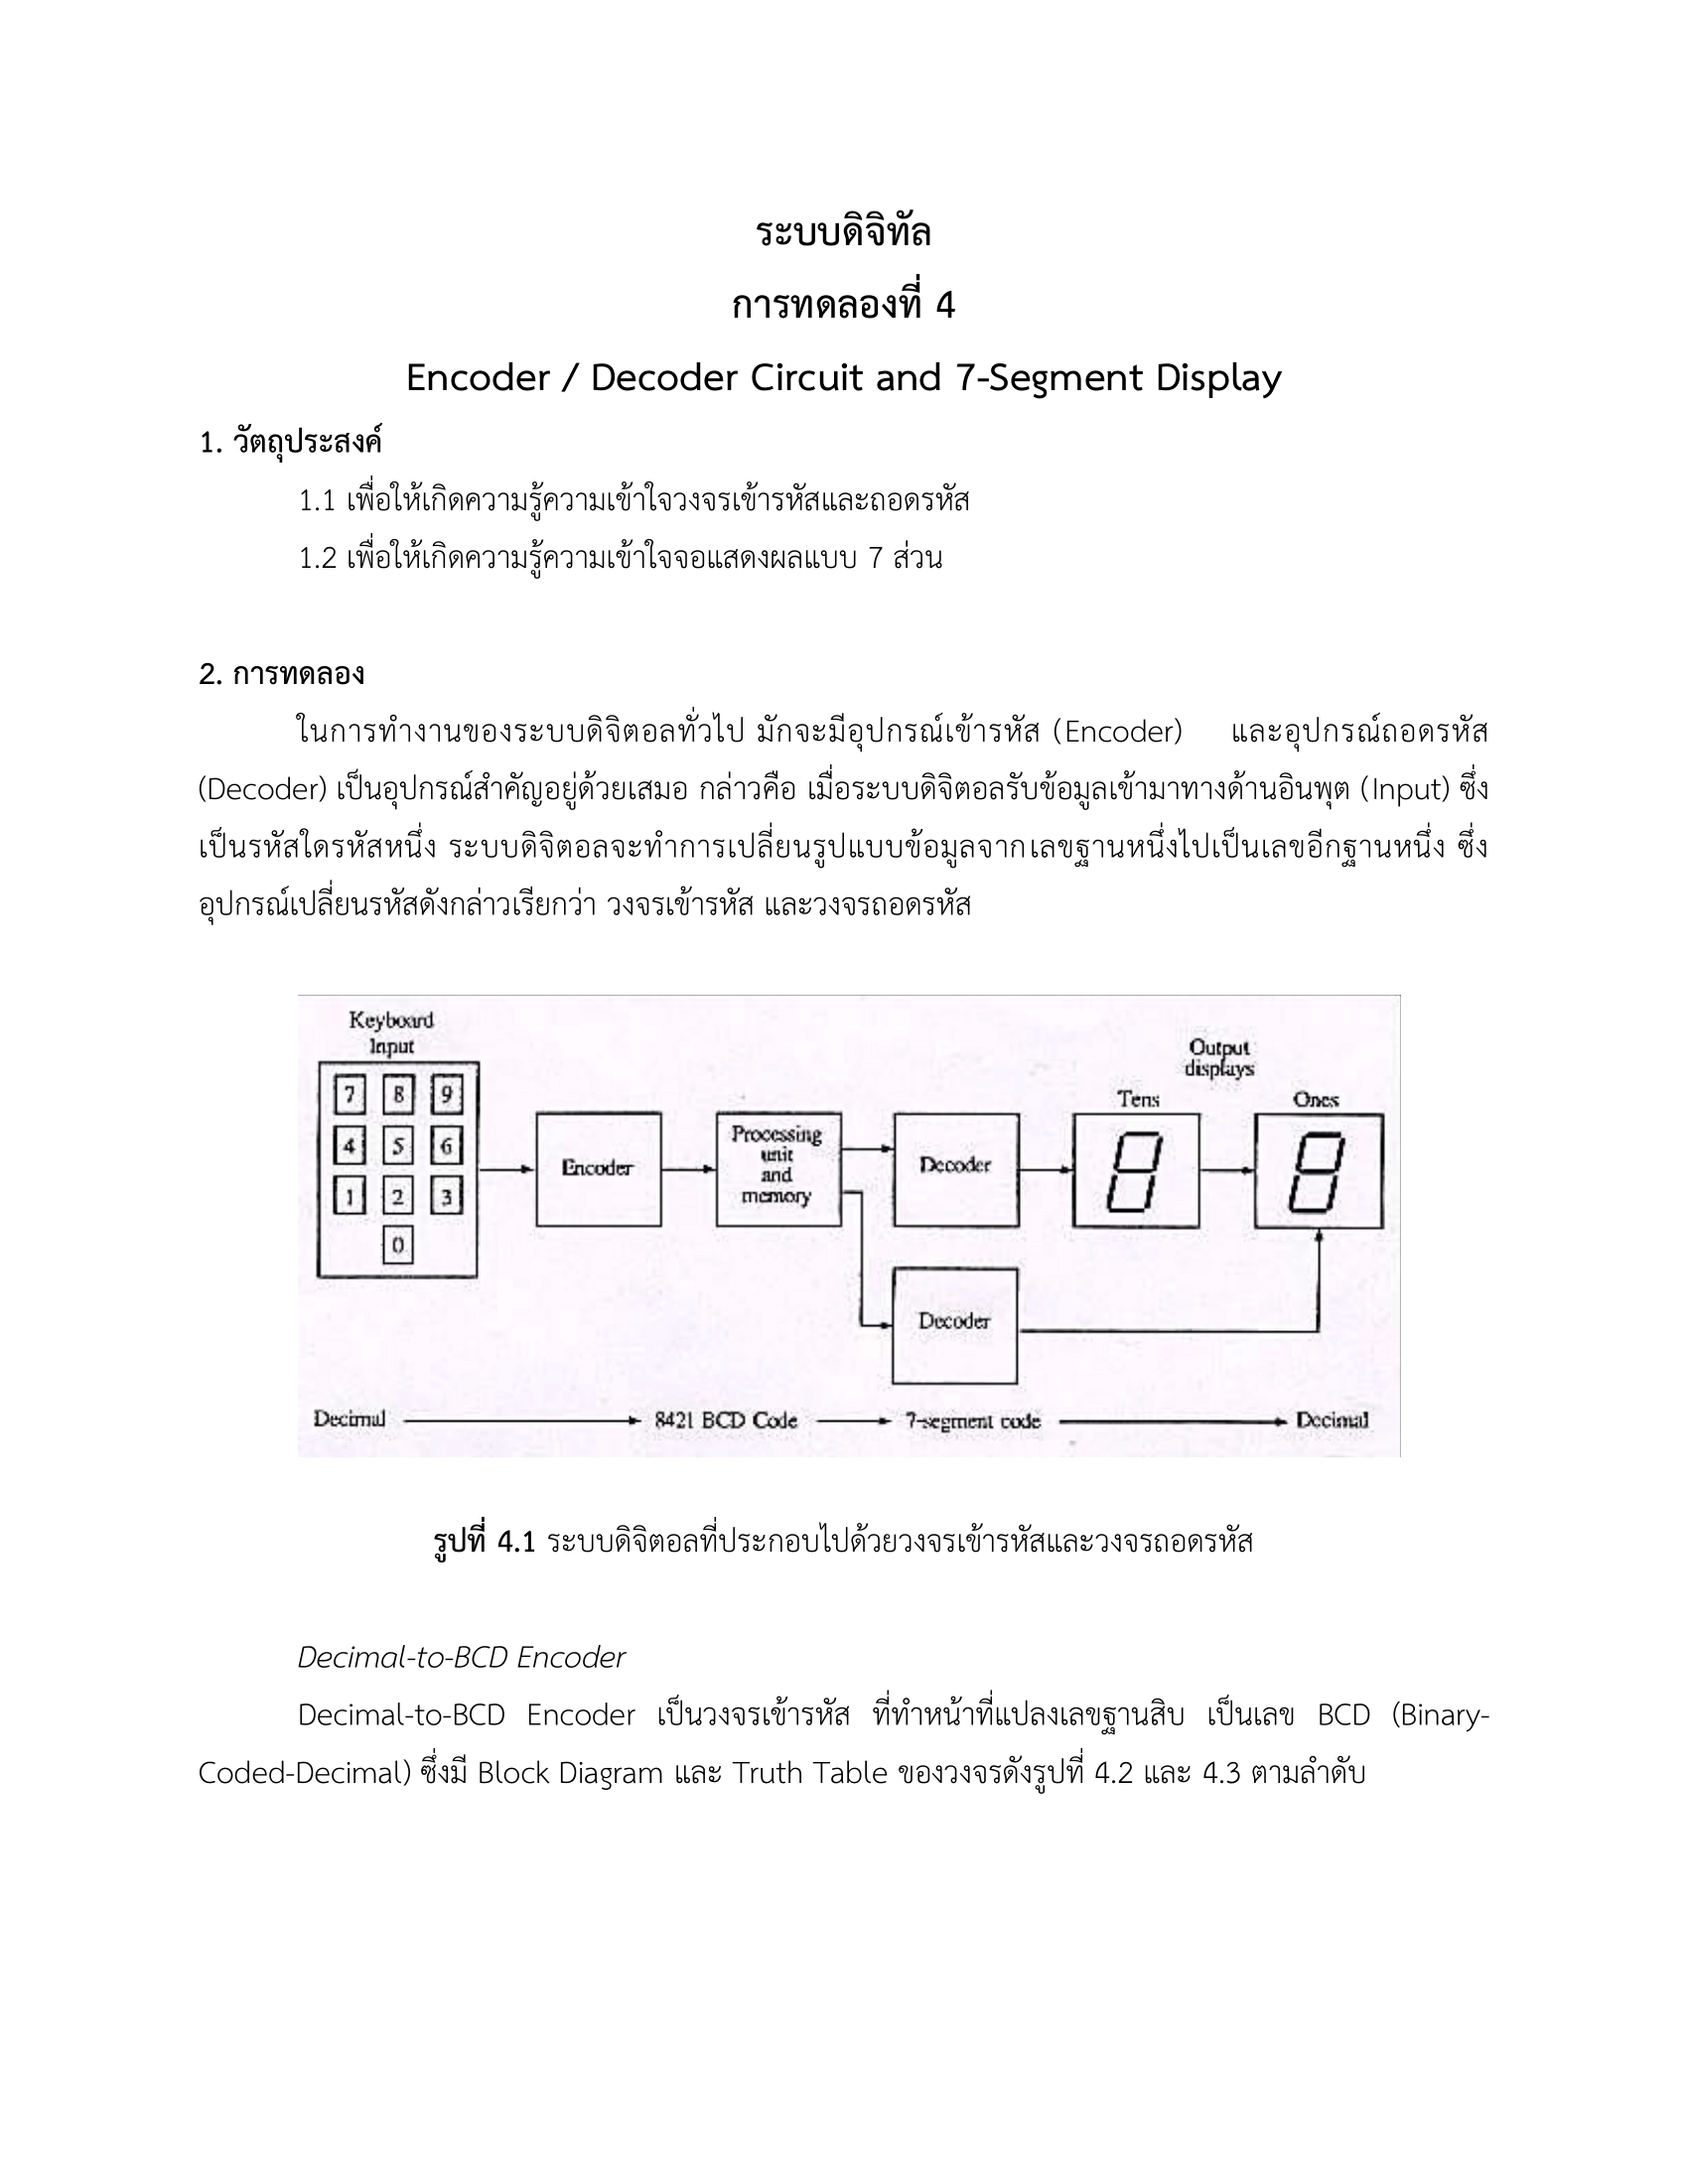 ระบบดิจิทัล
การทดลองที่ 4
Encoder / Decoder Circuit and 7-Segment Display
1. วัตถุประสงค์
1.1 เพื่อให้เกิดความรู้ความเข้าใจวงจรเข้ารหัสและถอดรหัส
1.2 เพื่อให้เกิดความรู้ความเข้าใจจอแสดงผลแบบ 7 ส่วน
2. การทดลอง
ในการทำงานของระบบดิจิตอลทั่วไป มักจะมีอุปกรณ์เข้ารหัส (Encoder) และอุปกรณ์ถอดรหัส
(Decoder) เป็นอุปกรณ์สำคัญอยู่ด้วยเสมอ กล่าวคือ เมื่อระบบดิจิตอลรับข้อมูลเข้ามาทางด้านอินพุต (Input) ซึ่ง
เป็นรหัสใดรหัสหนึ่ง ระบบดิจิตอลจะทำการเปลี่ยนรูปแบบข้อมูลจากเลขฐานหนึ่งไปเป็นเลขอีกฐานหนึ่ง ซึ่ง
อุปกรณ์เปลี่ยนรหัสดังกล่าวเรียกว่า วงจรเข้ารหัส และวงจรถอดรหัส
Keyboard
Input
7 8 9
4 5 6
1 2 3
0
Encoder
Processing
unit
and
memory
Decoder
Decoder
Output
displays
Tens
Ones
8
8
Decimal
8421 BCD Code
7-segment code
Decimal
รูปที่ 4.1 ระบบดิจิตอลที่ประกอบไปด้วยวงจรเข้ารหัสและวงจรถอดรหัส
Decimal-to-BCD Encoder
Decimal-to-BCD Encoder เป็นวงจรเข้ารหัส ที่ทำหน้าที่แปลงเลขฐานสิบ เป็นเลข BCD (Binary-
Coded-Decimal) ซึ่งมี Block Diagram และ Truth Table ของวงจรดังรูปที่ 4.2 และ 4.3 ตามลำดับ